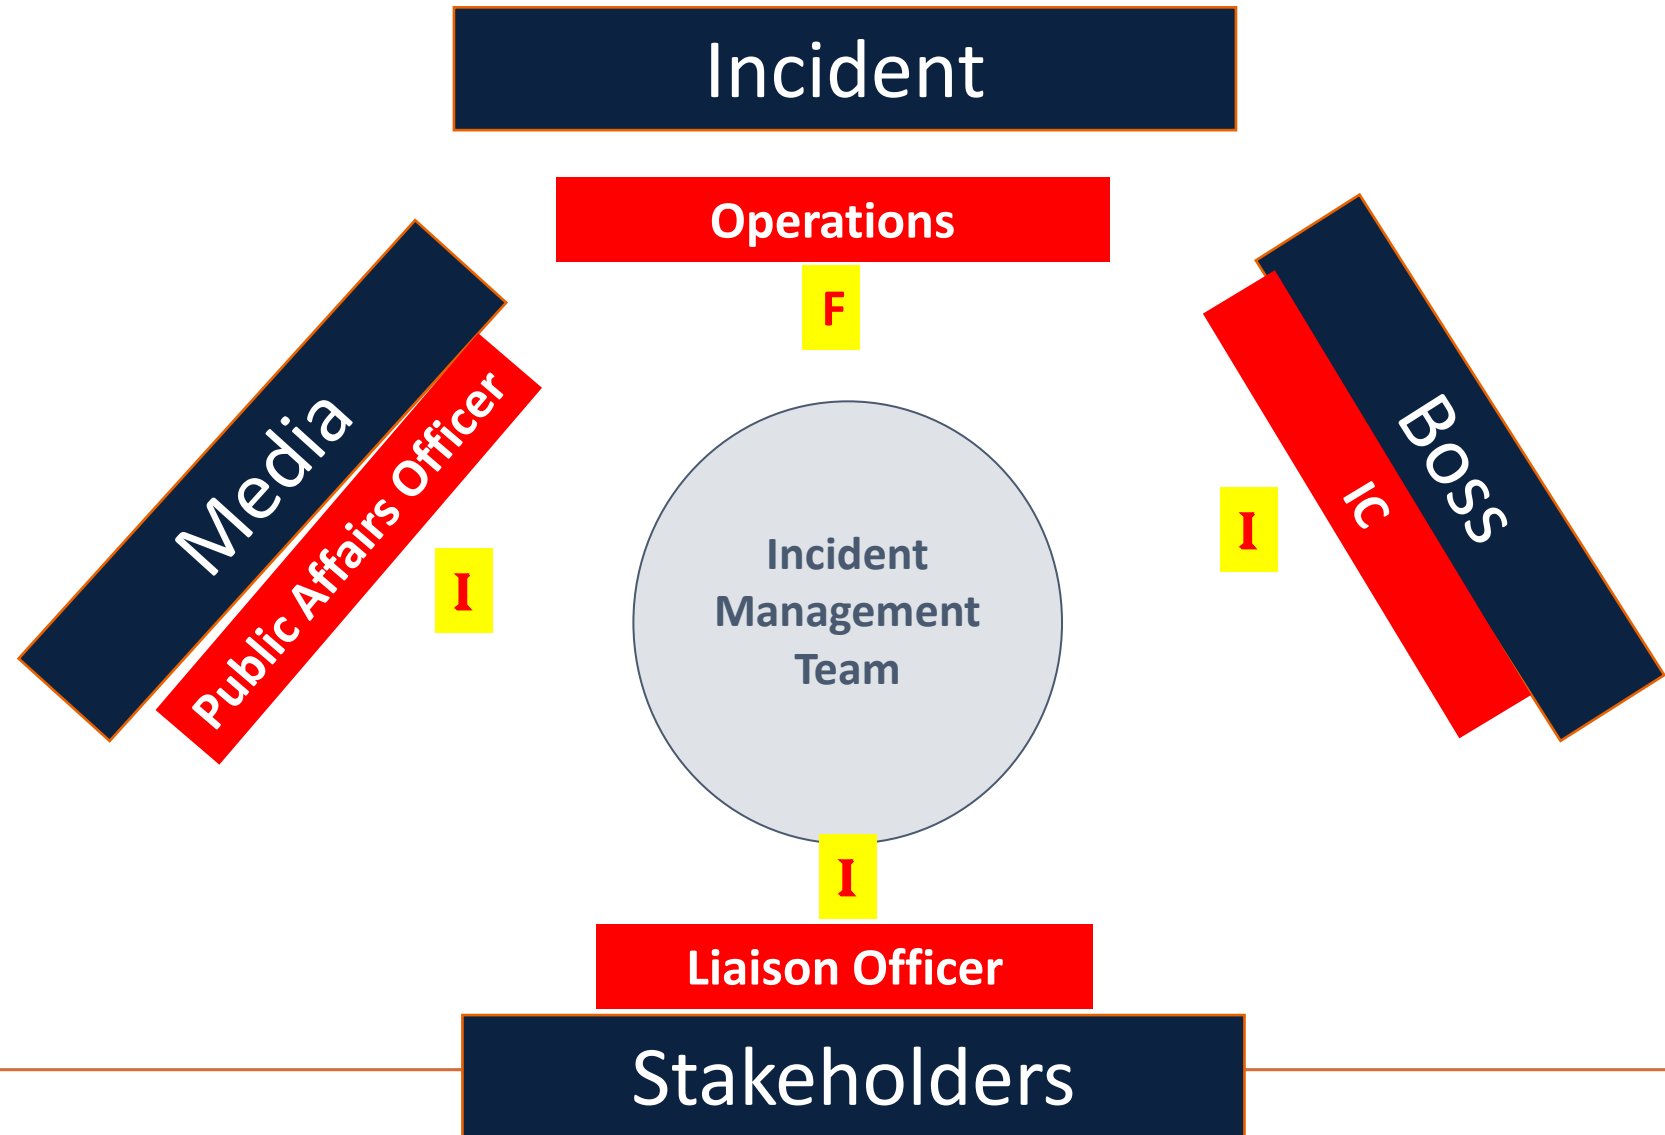 Incident
Operations
F
Media
Public Affairs Officer
I
Incident
Management
Team
I
IC
Boss
I
Liaison Officer
Stakeholders